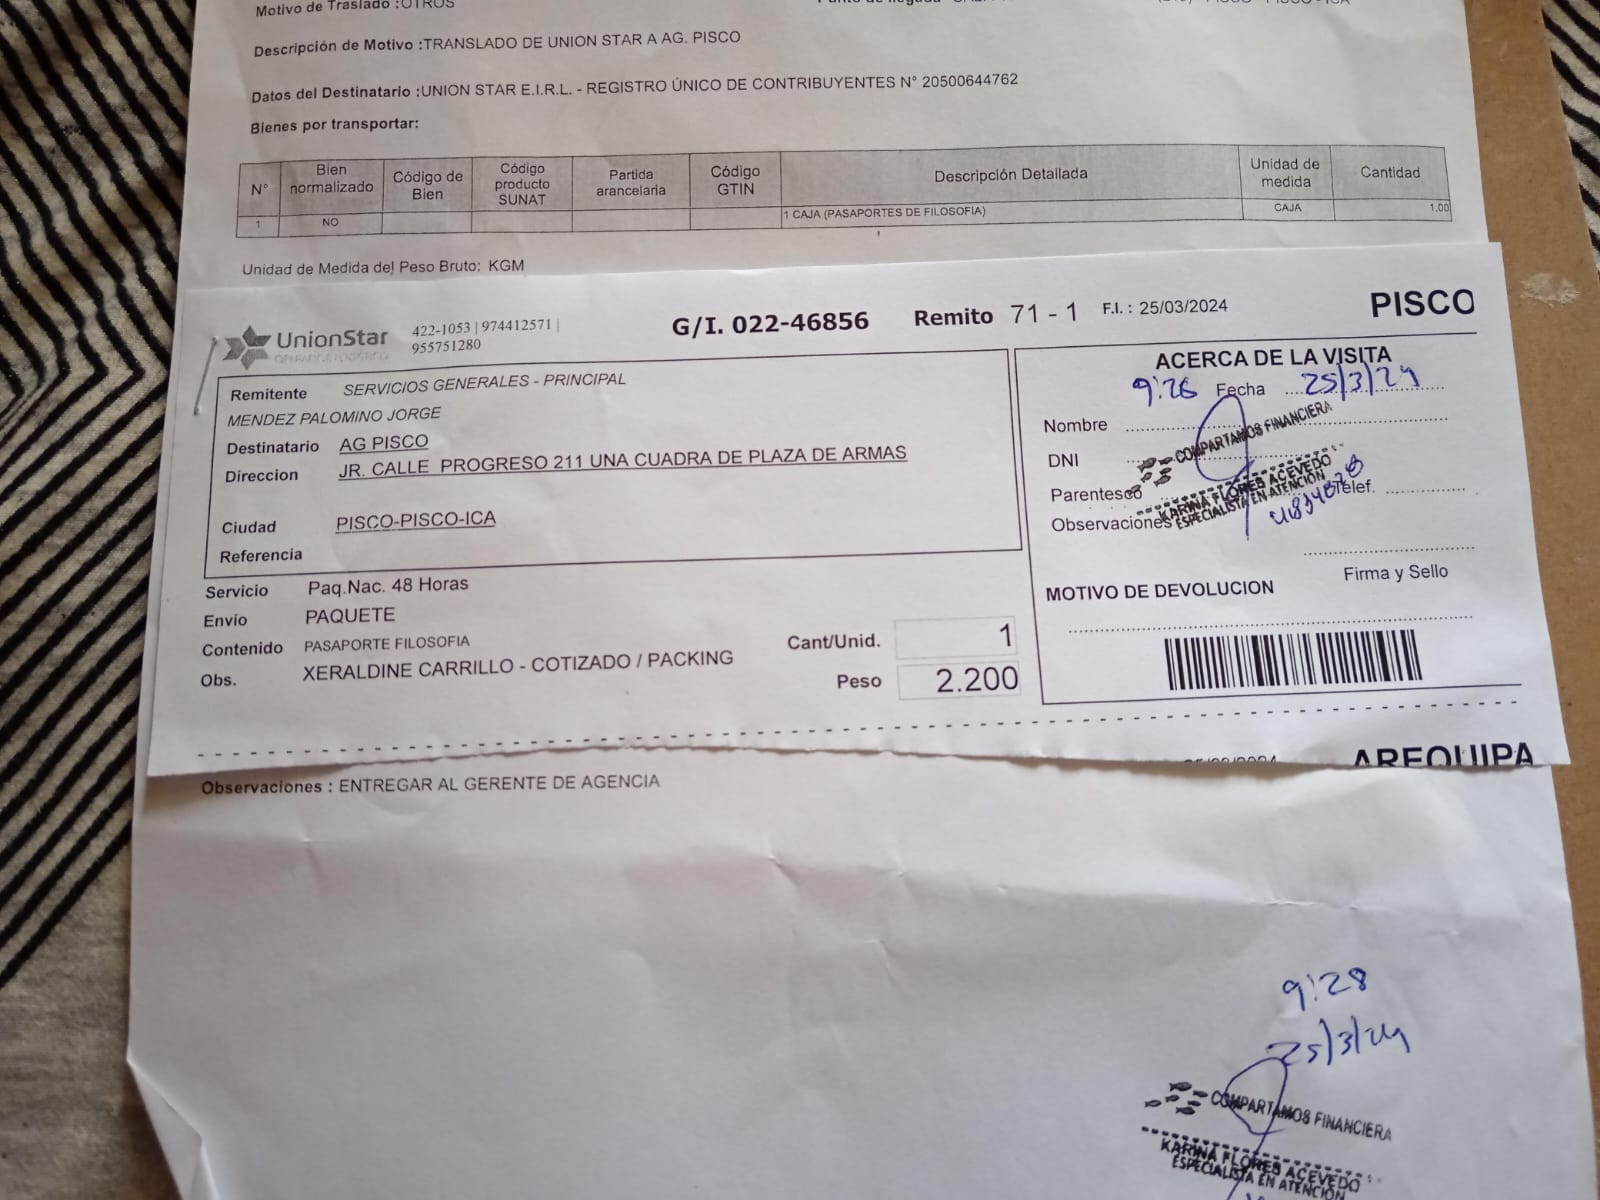 Motivo de Traslado :OTROS
Descripción de Motivo :TRANSLADO DE UNION STAR A AG. PISCO
Datos del Destinatario :UNION STAR E.I.R.L. - REGISTRO ÚNICO DE CONTRIBUYENTES N° 20500644762
Bienes por transportar:
N° Bien normalizado Código de Bien Código producto SUNAT Partida arancelaria Código GTIN Descripción Detallada Unidad de medida Cantidad
1 NO 1 CAJA (PASAPORTES DE FILOSOFIA) CAJA 1.00
Unidad de Medida del Peso Bruto: KGM
UnionStar
422-1053 | 974412571 |
955751280
G/I. 022-46856 Remito 71 - 1 F.I. : 25/03/2024 PISCO
Remitente SERVICIOS GENERALES - PRINCIPAL
MENDEZ PALOMINO JORGE
Destinatario AG PISCO
Direccion JR. CALLE PROGRESO 211 UNA CUADRA DE PLAZA DE ARMAS
Ciudad PISCO-PISCO-ICA
Referencia
Servicio Paq.Nac. 48 Horas
Envío PAQUETE
Contenido PASAPORTE FILOSOFIA
Obs. XERALDINE CARRILLO - COTIZADO / PACKING
Cant/Unid. 1
Peso 2.200
ACERCA DE LA VISITA
9:26 Fecha 25/3/24
Nombre
DNI
Parentesco
Telef.
Observaciones
COMPARTAMOS FINANCIERA
KARINA FLORES ACEVEDO
ESPECIALISTA EN ATENCIÓN
Firma y Sello
MOTIVO DE DEVOLUCION
AREQUIPA
Observaciones : ENTREGAR AL GERENTE DE AGENCIA
9:28
25/3/24
COMPARTAMOS FINANCIERA
KARINA FLORES ACEVEDO
ESPECIALISTA EN ATENCIÓN